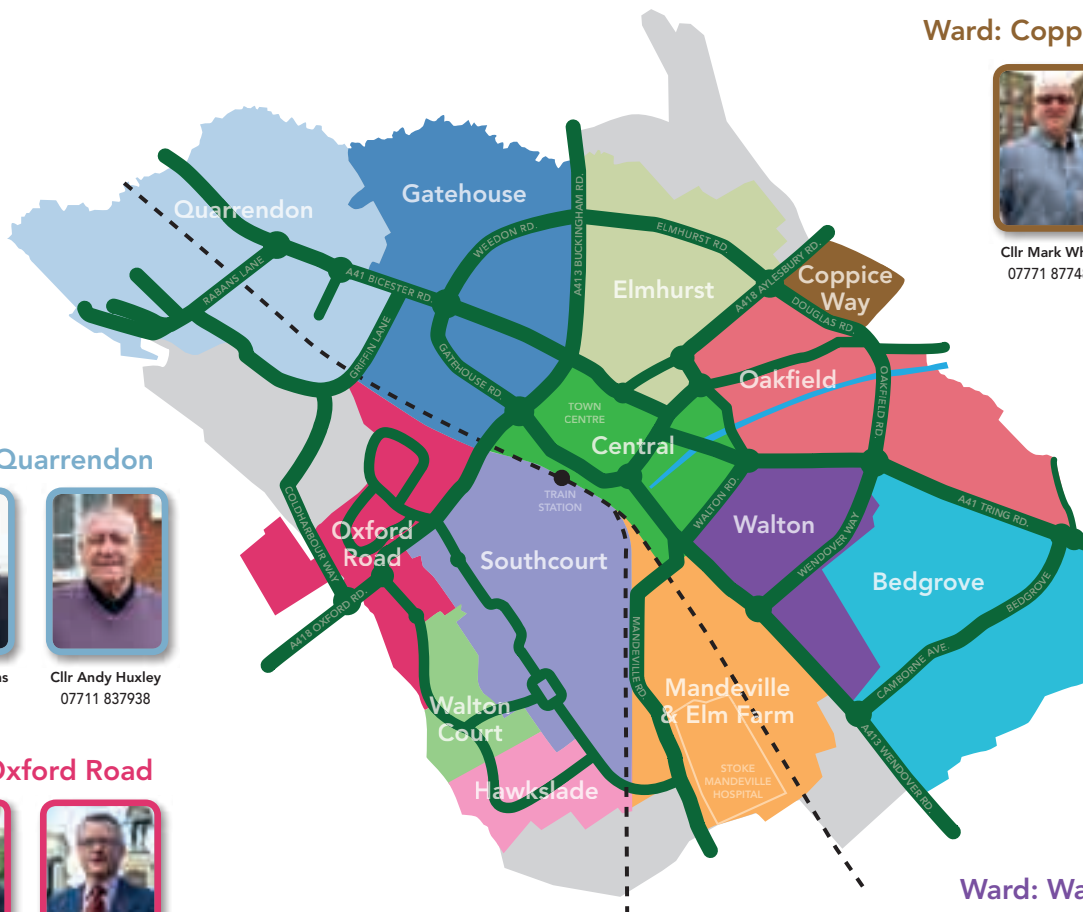 Ward: Copp
Cllr Mark Wh
07771 8774
Quarrendon
Cllr Andy Huxley
07711 837938
Oxford Road
Ward: Wa
Quarrendon
Gatehouse
Elmhurst
Coppice
Way
Oakfield
Central
TOWN
CENTRE
TRAIN
STATION
Oxford
Road
Southcourt
Walton
Bedgrove
Walton
Court
Hawkslade
Mandeville
& Elm Farm
STOKE
MANDEVILLE
HOSPITAL
RABANS LANE
A41 BICESTER RD.
GRIFFIN LANE
WEEDON RD.
GATEHOUSE RD.
A413 BUCKINGHAM RD.
ELMHURST RD
A418 AYLESBURY RD.
DOUGLAS RD
OAKFIELD RD.
WALTON RD.
WENDOVER WAY
A41 TRING RD.
BEDGROVE
CAMBORNE AVE.
A413 WENDOVER RD.
MANDEVILLE RD.
COLDHARBOUR WAY
A418 OXFORD RD.